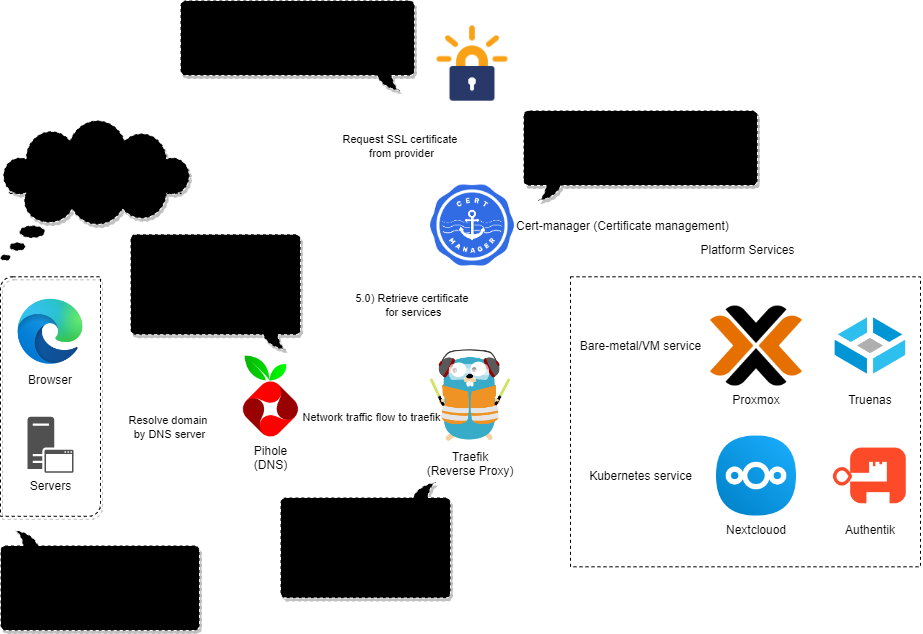 Request SSL certificate
from provider
CERT
MANAGER
Cert-manager (Certificate management)
Platform Services
5.0) Retrieve certificate
for services
Bare-metal/VM service
Browser
Proxmox
Truenas
Resolve domain
by DNS server
Network traffic flow to traefik
Pihole
(DNS)
Traefik
(Reverse Proxy)
Kubernetes service
Servers
Nextclouod
Authentik